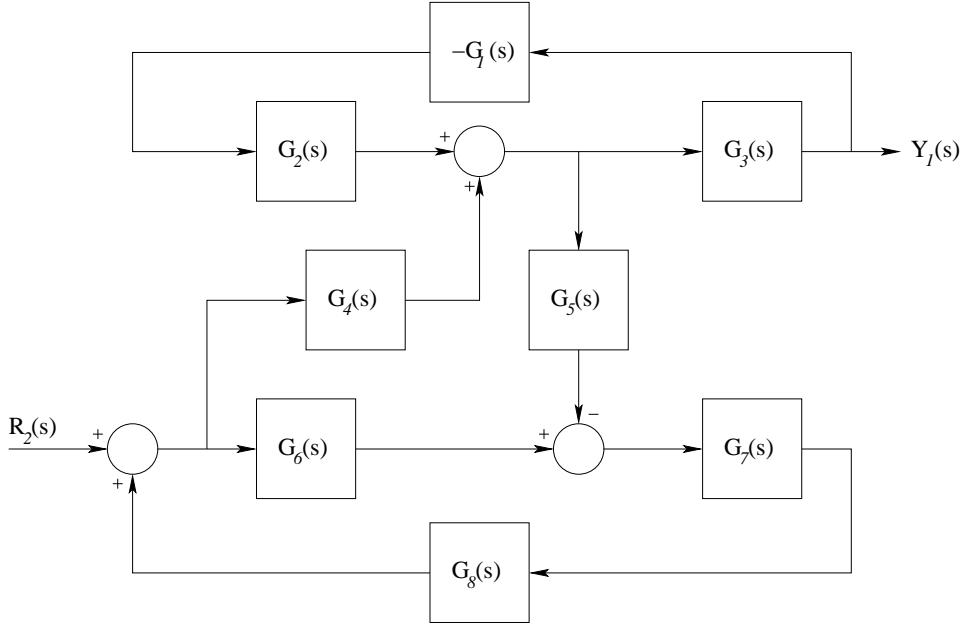 −G1(s)
G2(s)
+
+
G3(s)
Y1(s)
G4(s)
G5(s)
R2(s)
+
+
G6(s)
+
−
G7(s)
G8(s)